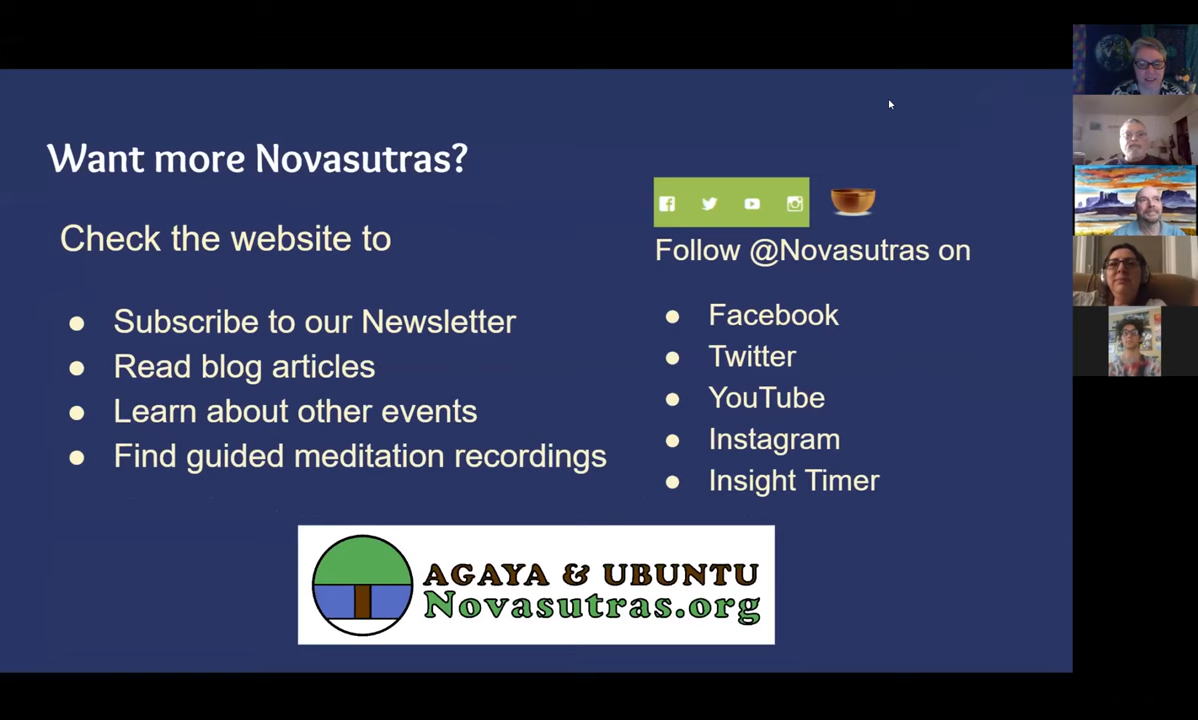 Want more Novasutras?
Check the website to
● Subscribe to our Newsletter
● Read blog articles
● Learn about other events
● Find guided meditation recordings
Follow @Novasutras on
● Facebook
● Twitter
● YouTube
● Instagram
● Insight Timer
AGAYA & UBUNTU
Novasutras.org